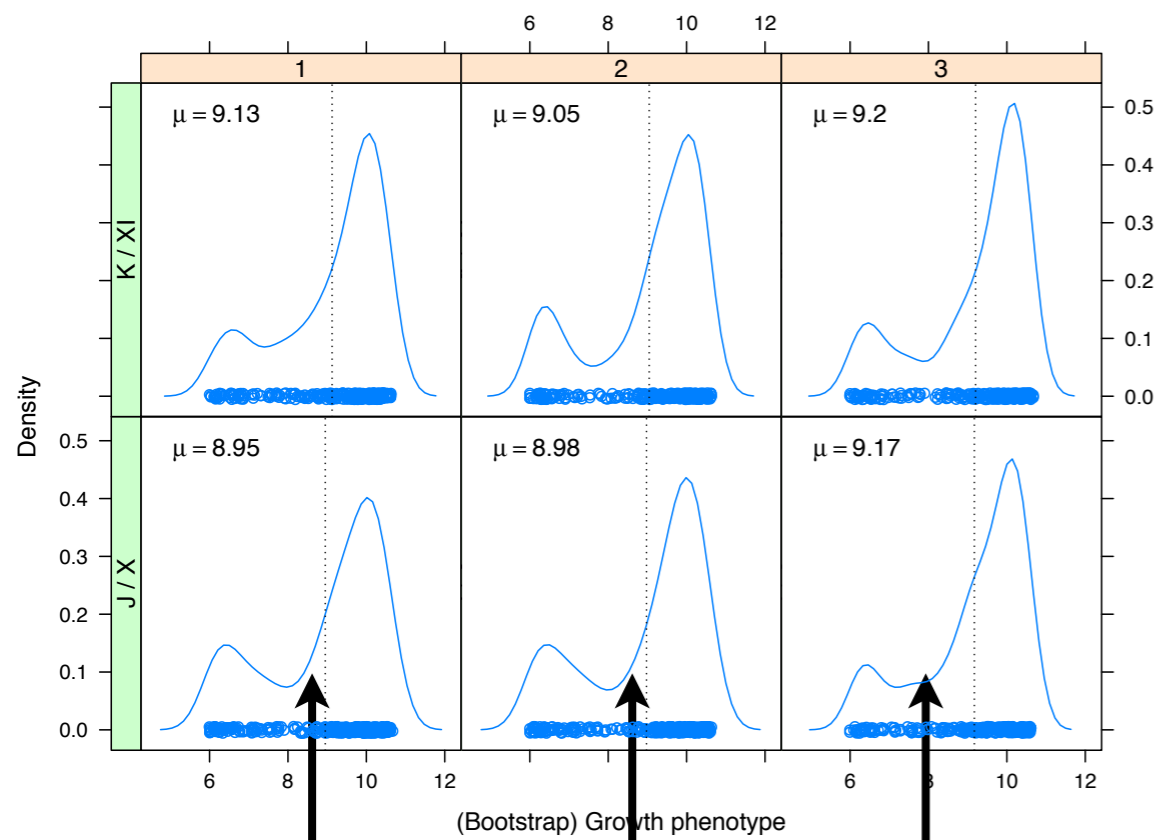 6 8 10 12
1 2 3
μ = 9.13 μ = 9.05 μ = 9.2
K / XI
0.5
0.4
0.3
0.2
0.1
0.0
Density
μ = 8.95 μ = 8.98 μ = 9.17
J / X
0.5
0.4
0.3
0.2
0.1
0.0
6 8 10 12 6 8 10 12
(Bootstrap) Growth phenotype